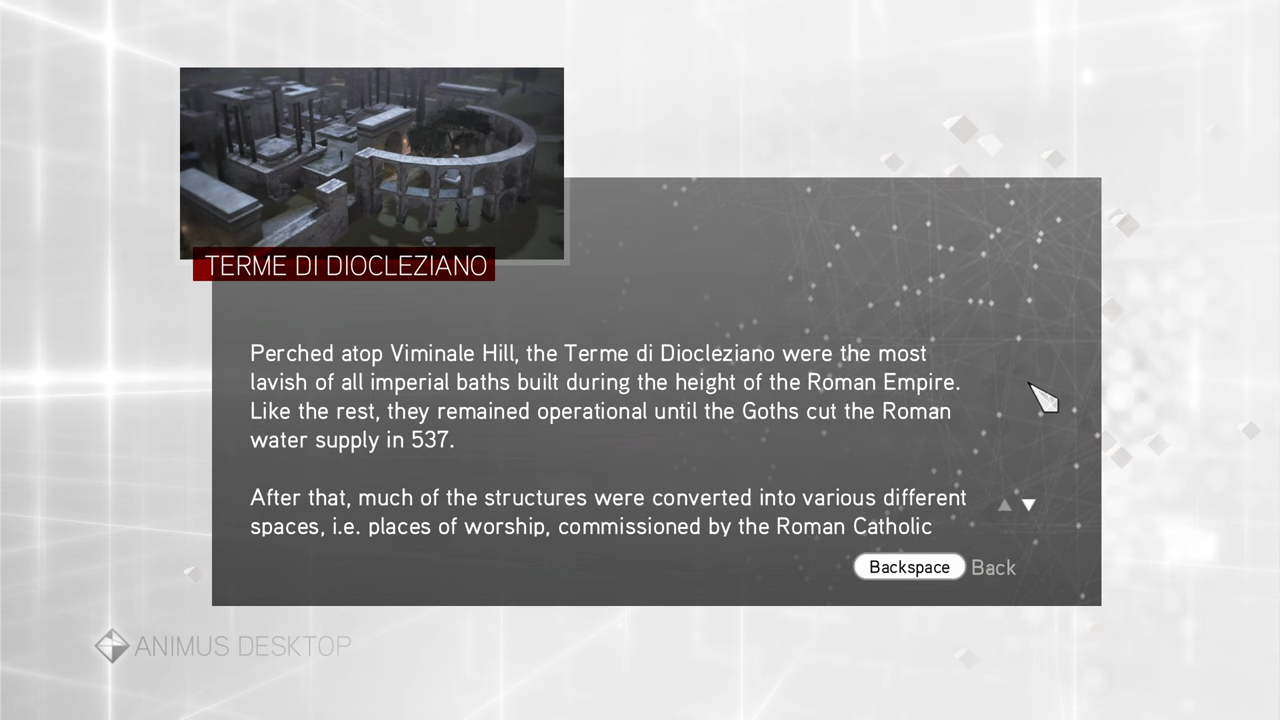 TERME DI DIOCLEZIANO
Perched atop Viminale Hill, the Terme di Diocleziano were the most
lavish of all imperial baths built during the height of the Roman Empire.
Like the rest, they remained operational until the Goths cut the Roman
water supply in 537.
After that, much of the structures were converted into various different
spaces, i.e. places of worship, commissioned by the Roman Catholic
Backspace Back
ANIMUS DESKTOP